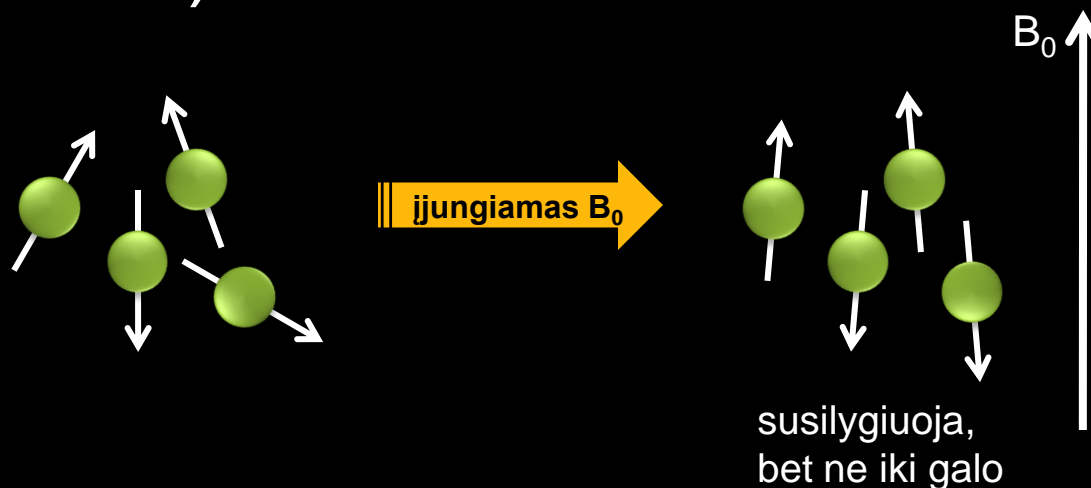 B₀
įjungiamas B₀
susilygiuoja,
bet ne iki galo